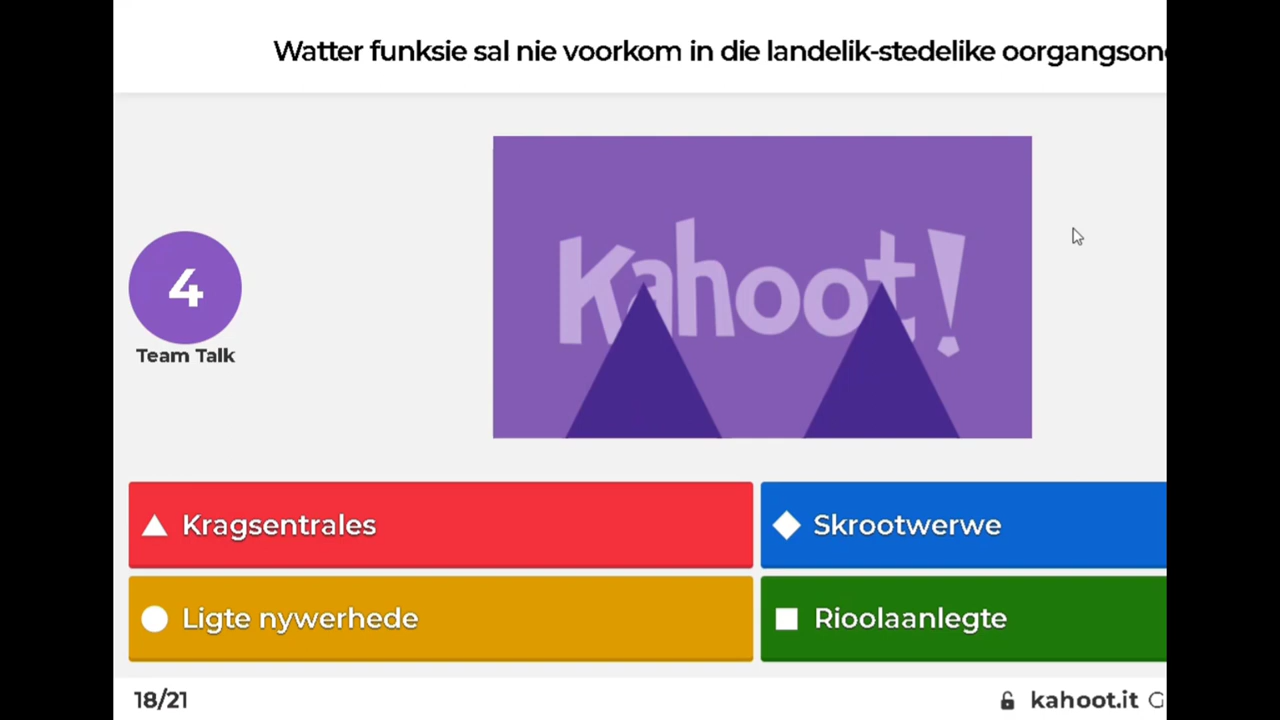 Watter funksie sal nie voorkom in die landelik-stedelike
Kahoot!
4
Team Talk
Kragsentrales
Skrootwerwe
Ligte nywerhede
Rioolaanlegte
18/21
kahoot.it